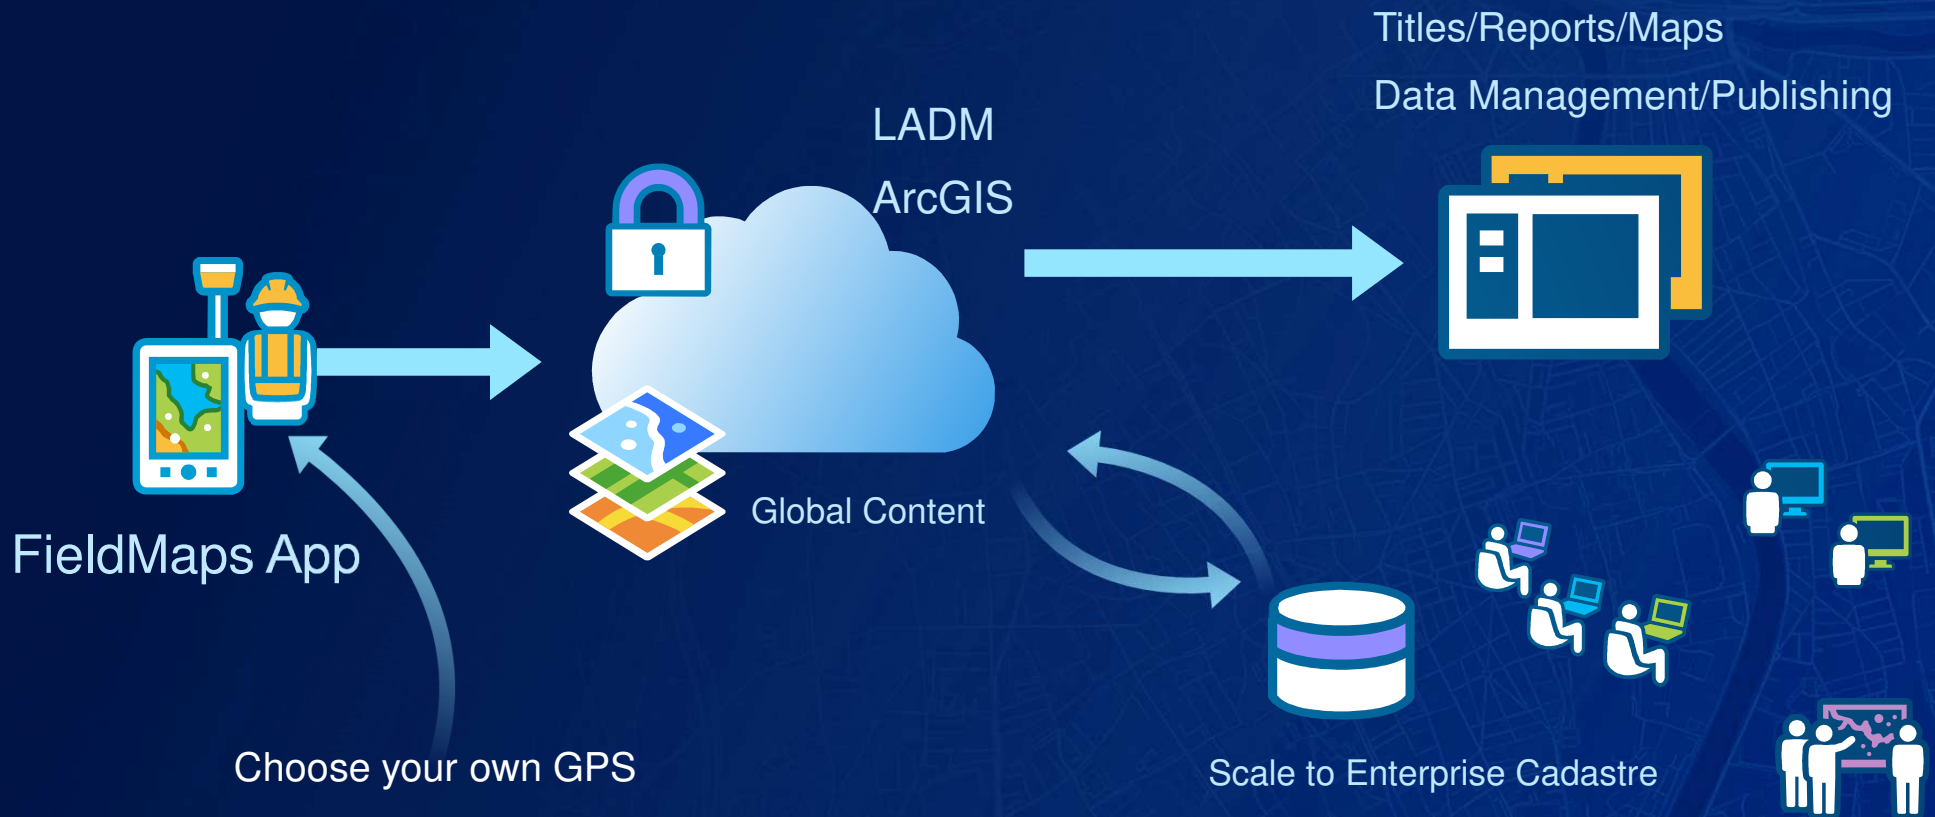 Titles/Reports/Maps
Data Management/Publishing
LADM
ArcGIS
Global Content
FieldMaps App
Choose your own GPS
Scale to Enterprise Cadastre